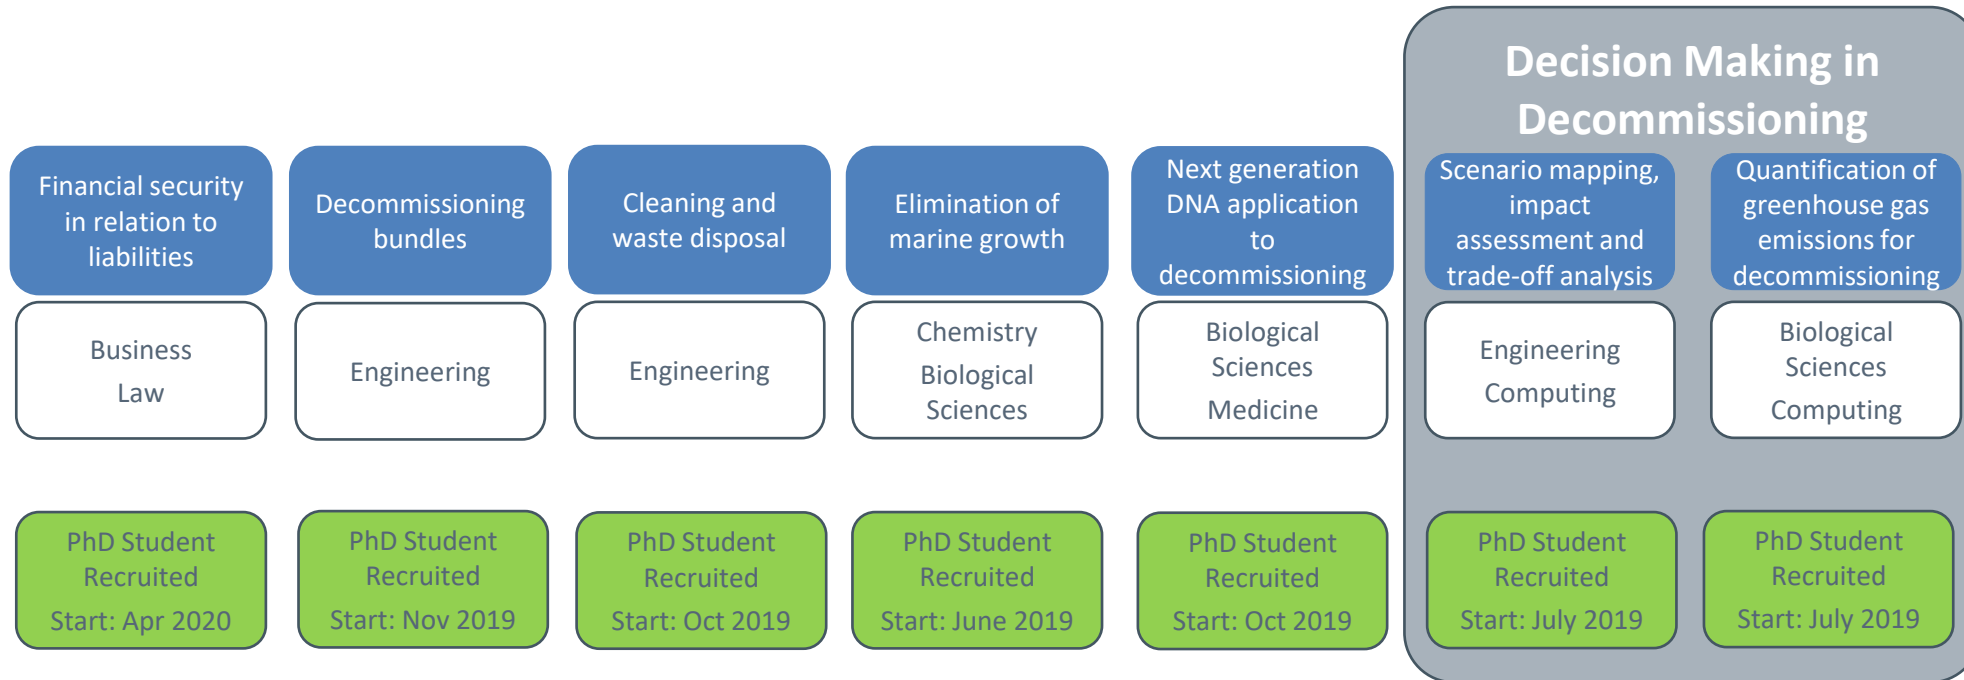 Decision Making in
Decommissioning
Financial security
in relation to
liabilities
Decommissioning
bundles
Cleaning and
waste disposal
Elimination of
marine growth
Next generation
DNA application
to
decommissioning
Scenario mapping,
impact
assessment and
trade-off analysis
Quantification of
greenhouse gas
emissions for
decommissioning
Business
Law
Engineering
Engineering
Chemistry
Biological
Sciences
Biological
Sciences
Medicine
Engineering
Computing
Biological
Sciences
Computing
PhD Student
Recruited
Start: Apr 2020
PhD Student
Recruited
Start: Nov 2019
PhD Student
Recruited
Start: Oct 2019
PhD Student
Recruited
Start: June 2019
PhD Student
Recruited
Start: Oct 2019
PhD Student
Recruited
Start: July 2019
PhD Student
Recruited
Start: July 2019